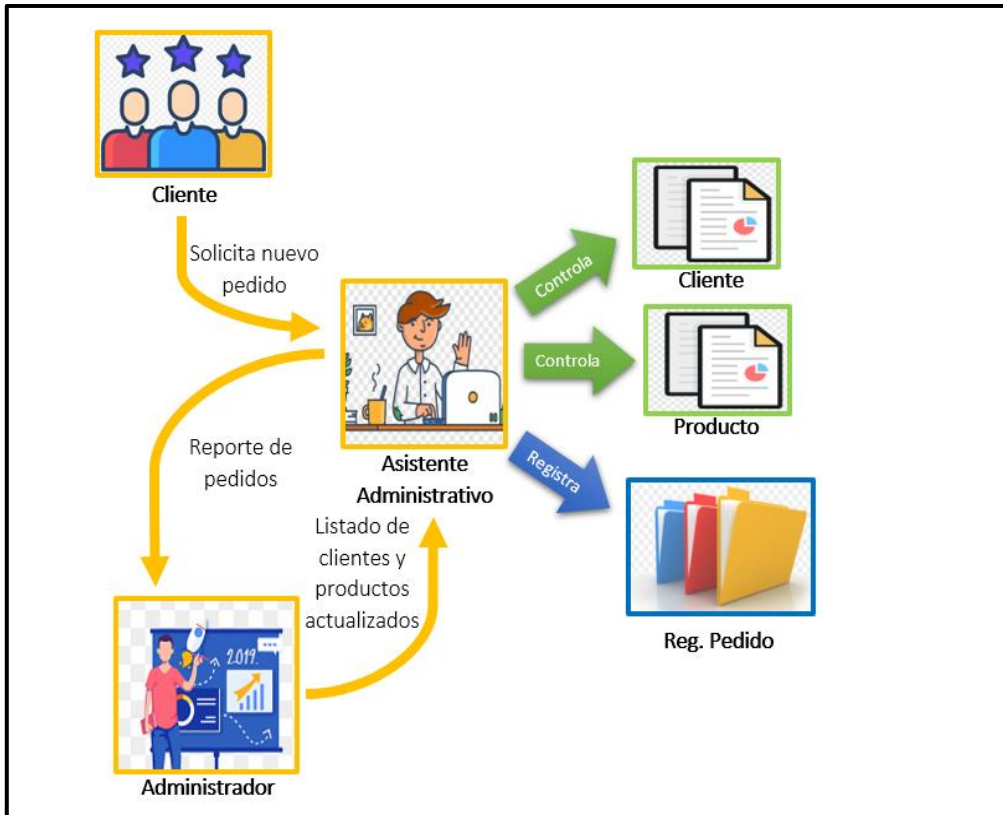 Cliente
Solicita nuevo
pedido
Controla
Cliente
Controla
Producto
Asistente
Administrativo
Registra
Reg. Pedido
Reporte de
pedidos
Listado de
clientes y
productos
actualizados
2019.
Administrador